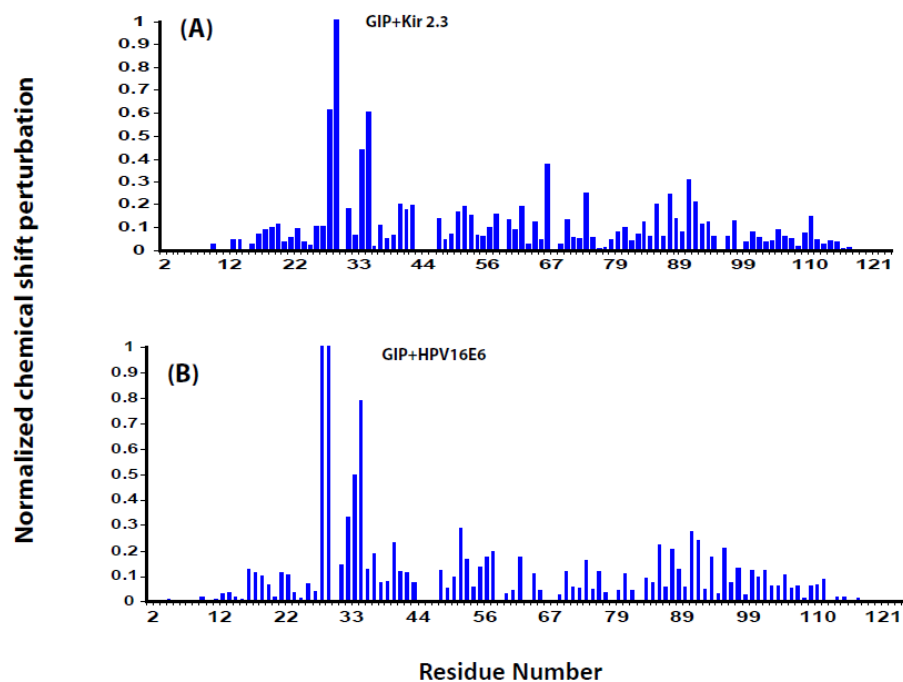 Normalized chemical shift perturbation
(A)
GIP+Kir 2.3
1
0.9
0.8
0.7
0.6
0.5
0.4
0.3
0.2
0.1
0
2 12 22 33 44 56 67 79 89 99 110 121
(B)
GIP+HPV16E6
1
0.9
0.8
0.7
0.6
0.5
0.4
0.3
0.2
0.1
0
2 12 22 33 44 56 67 79 89 99 110 121
Residue Number